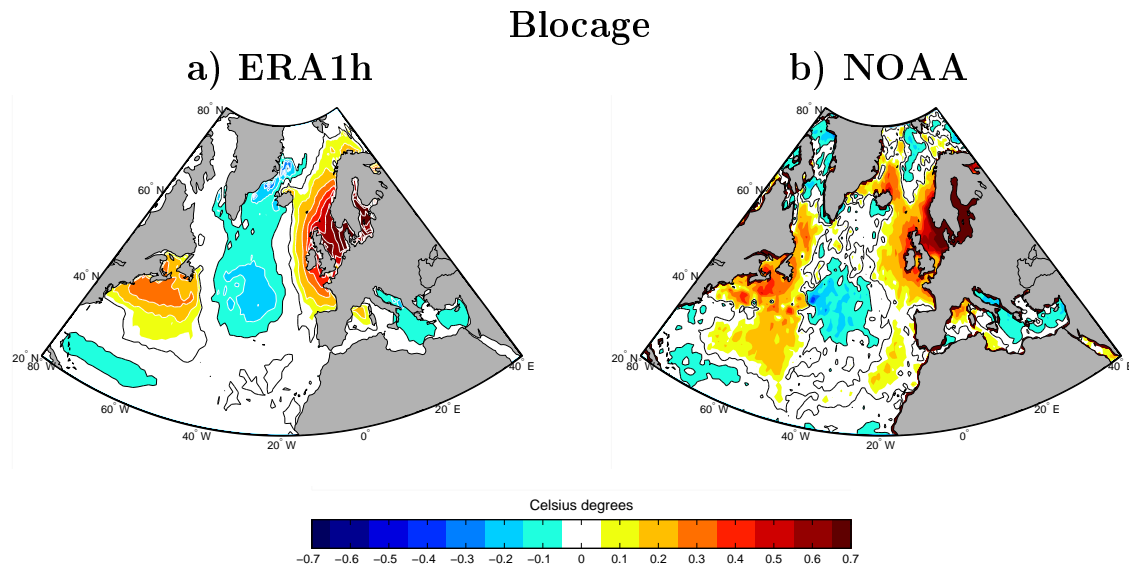 Blocage
a) ERA1h
b) NOAA
80° N
60° N
40° N
20° N
80° W
60° W
40° W
20° W
0°
20° E
40° E
80° N
60° N
40° N
20° N
80° W
60° W
40° W
20° W
0°
20° E
40° E
Celsius degrees
−0.7 −0.6 −0.5 −0.4 −0.3 −0.2 −0.1 0 0.1 0.2 0.3 0.4 0.5 0.6 0.7